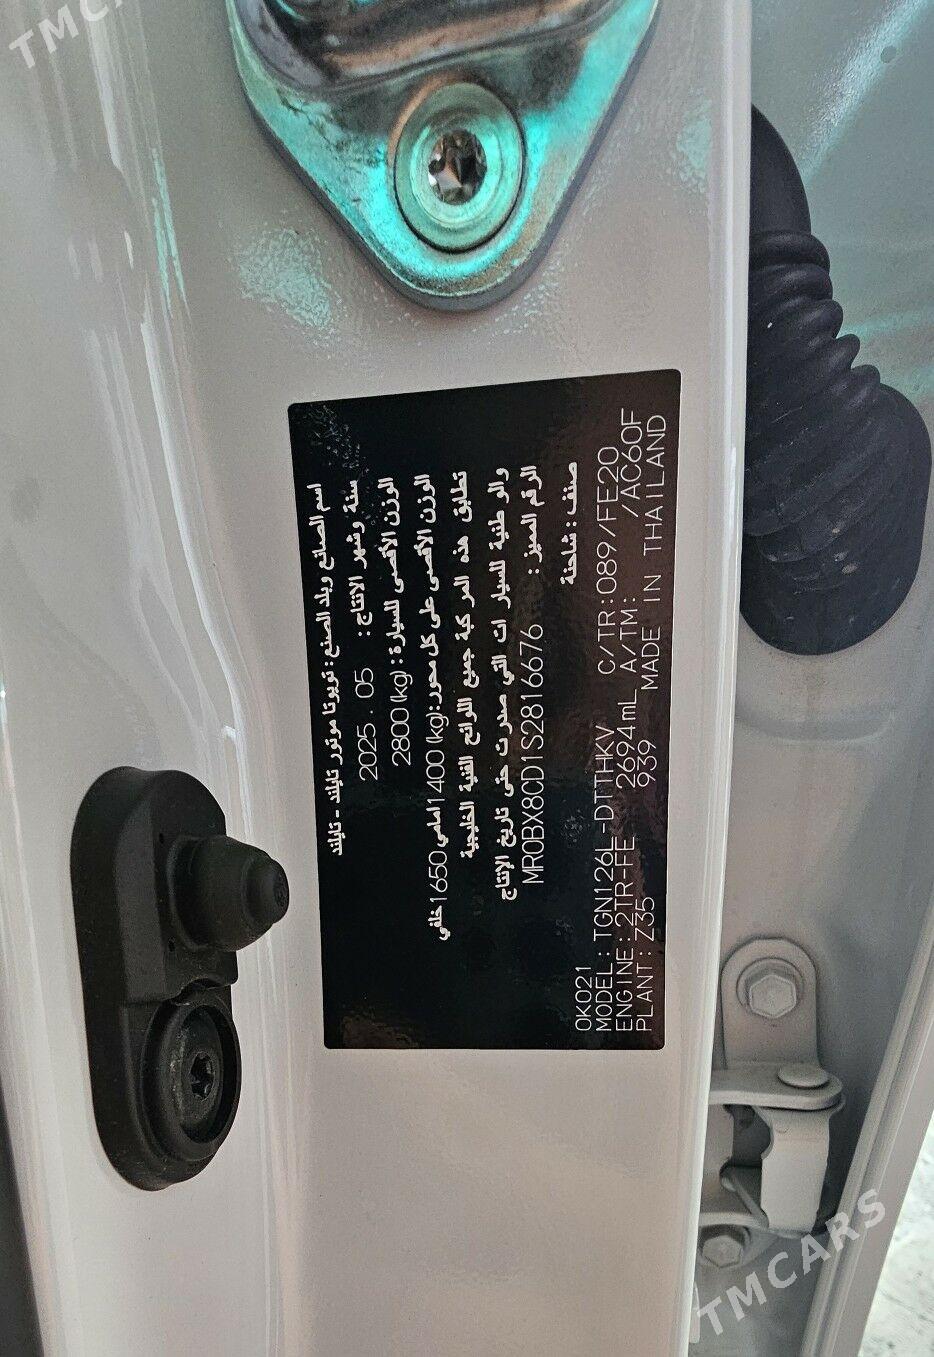 TMCARS
اسم الصانع وبلد الصنع: تويوتا موتور تايلند - تايلند
سنة وشهر الانتاج: 2025 . 05
الوزن الأقصى للسيارة: 2800 (kg)
الوزن الأقصى على كل محور: (kg) 1400 امامي 1650 خلفي
تطابق هذه المركبة جميع اللوائح الفنية الخليجية
والوطنية للسيارات التي صدرت حتى تاريخ الإنتاج
الرقم المميز: MR0BX8CD1S2816676
صنف: شاحنة
0K021
MODEL: TGN126L-DTTHKV C/TR:089/FE20
ENGINE: 2TR-FE 2694mL A/TM: /AC60F
PLANT: Z35 939 MADE IN THAILAND
TMCARS